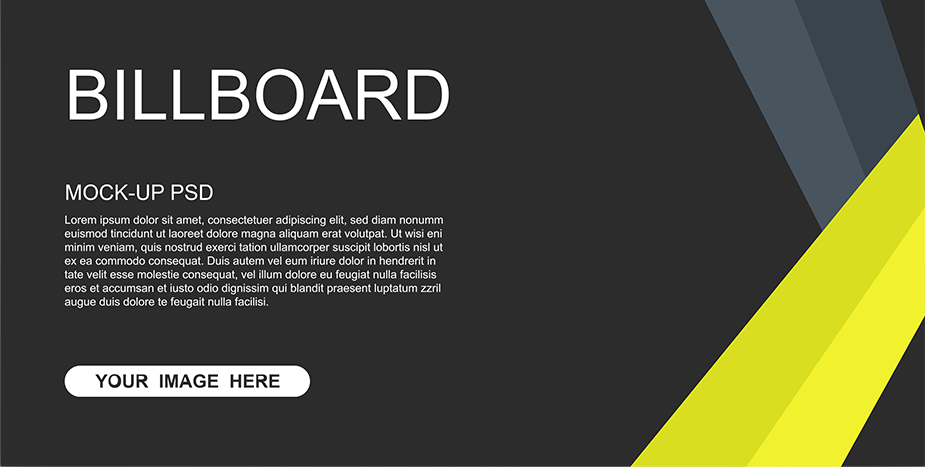 BILLBOARD
MOCK-UP PSD
Lorem ipsum dolor sit amet, consectetuer adipiscing elit, sed diam nonumm
euismod tincidunt ut laoreet dolore magna aliquam erat volutpat. Ut wisi eni
minim veniam, quis nostrud exerci tation ullamcorper suscipit lobortis nisl ut
ex ea commodo consequat. Duis autem vel eum iriure dolor in hendrerit in
tate velit esse molestie consequat, vel illum dolore eu feugiat nulla facilisis
eros et accumsan et iusto odio dignissim qui blandit praesent luptatum zzril
augue duis dolore te feugait nulla facilisi.
YOUR IMAGE HERE